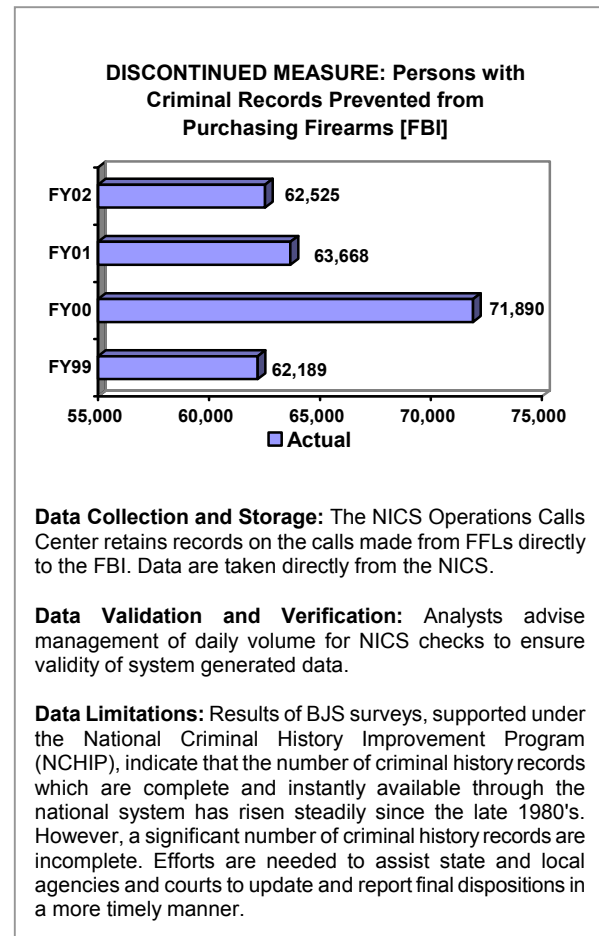 DISCONTINUED MEASURE: Persons with
Criminal Records Prevented from
Purchasing Firearms [FBI]
FY02
62,525
FY01
63,668
FY00
71,890
FY99
62,189
55,000 60,000 65,000 70,000 75,000
Actual
Data Collection and Storage: The NICS Operations Calls
Center retains records on the calls made from FFLs directly
to the FBI. Data are taken directly from the NICS.
Data Validation and Verification: Analysts advise
management of daily volume for NICS checks to ensure
validity of system generated data.
Data Limitations: Results of BJS surveys, supported under
the National Criminal History Improvement Program
(NCHIP), indicate that the number of criminal history records
which are complete and instantly available through the
national system has risen steadily since the late 1980's.
However, a significant number of criminal history records are
incomplete. Efforts are needed to assist state and local
agencies and courts to update and report final dispositions in
a more timely manner.